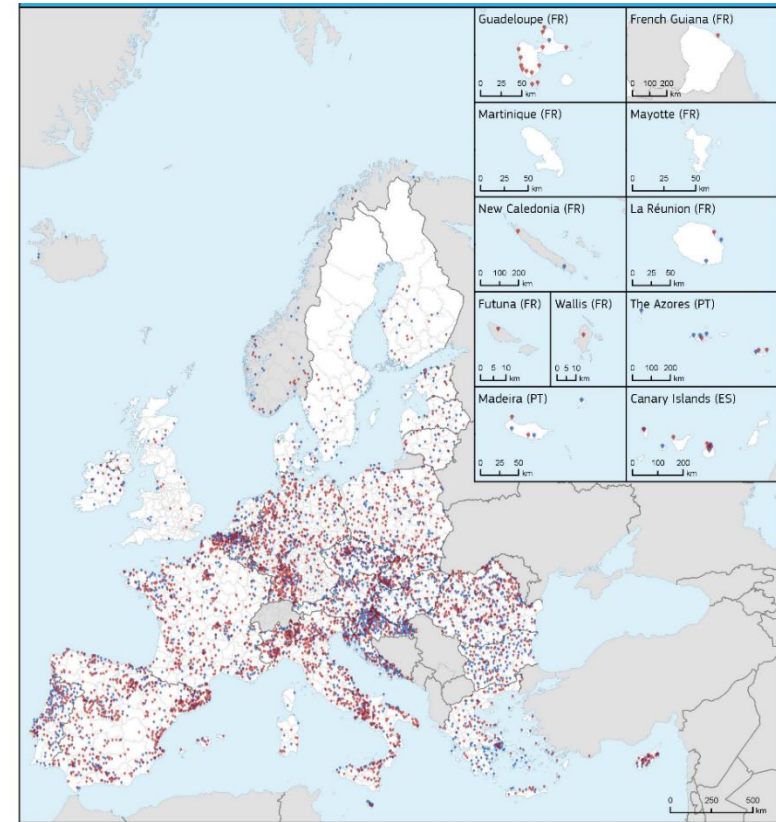 Guadeloupe (FR)
0 25 50
km
French Guiana (FR)
0 100 200
km
Martinique (FR)
0 25 50
km
Mayotte (FR)
0 25 50
km
New Caledonia (FR)
0 100 200
km
La Réunion (FR)
0 25 50
km
Futuna (FR)
0 5 10
km
Wallis (FR)
0 5 10
km
The Azores (PT)
0 100 200
km
Madeira (PT)
0 25 50
km
Canary Islands (ES)
0 100 200
km
0 250 500
km